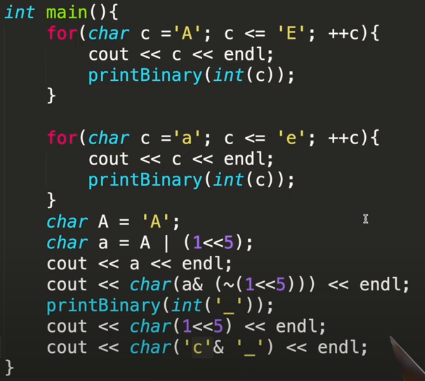 int main(){
for(char c ='A'; c <= 'E'; ++c){
cout << c << endl;
printBinary(int(c));
}
for(char c ='a'; c <= 'e'; ++c){
cout << c << endl;
printBinary(int(c));
}
char A = 'A';
char a = A | (1<<5);
cout << a << endl;
cout << char(a& (~(1<<5))) << endl;
printBinary(int('_'));
cout << char(1<<5) << endl;
cout << char('c'& '_') << endl;
}